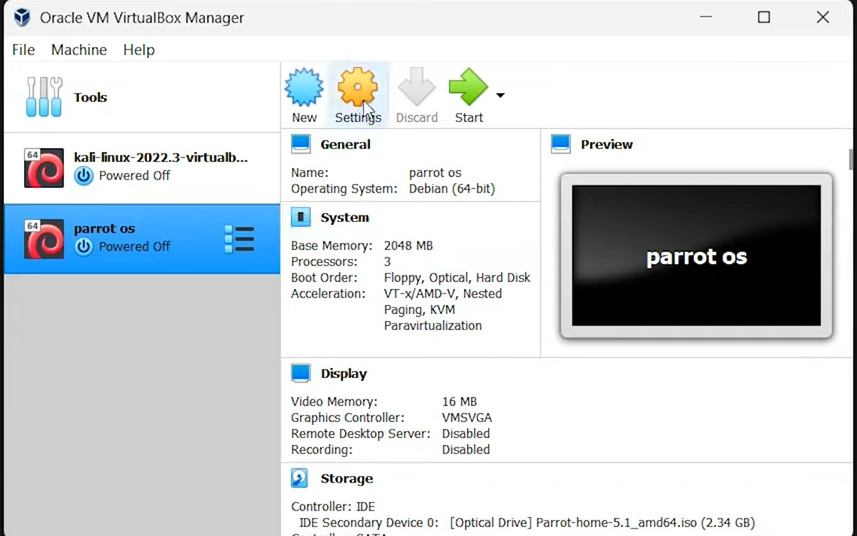 Oracle VM VirtualBox Manager
File Machine Help
Tools
64
kali-linux-2022.3-virtualb...
Powered Off
64
parrot os
Powered Off
New Settings Discard Start
General
Name: parrot os
Operating System: Debian (64-bit)
System
Base Memory: 2048 MB
Processors: 3
Boot Order: Floppy, Optical, Hard Disk
Acceleration: VT-x/AMD-V, Nested
Paging, KVM
Paravirtualization
Preview
parrot os
Display
Video Memory: 16 MB
Graphics Controller: VMSVGA
Remote Desktop Server: Disabled
Recording: Disabled
Storage
Controller: IDE
IDE Secondary Device 0: [Optical Drive] Parrot-home-5.1_amd64.iso (2.34 GB)